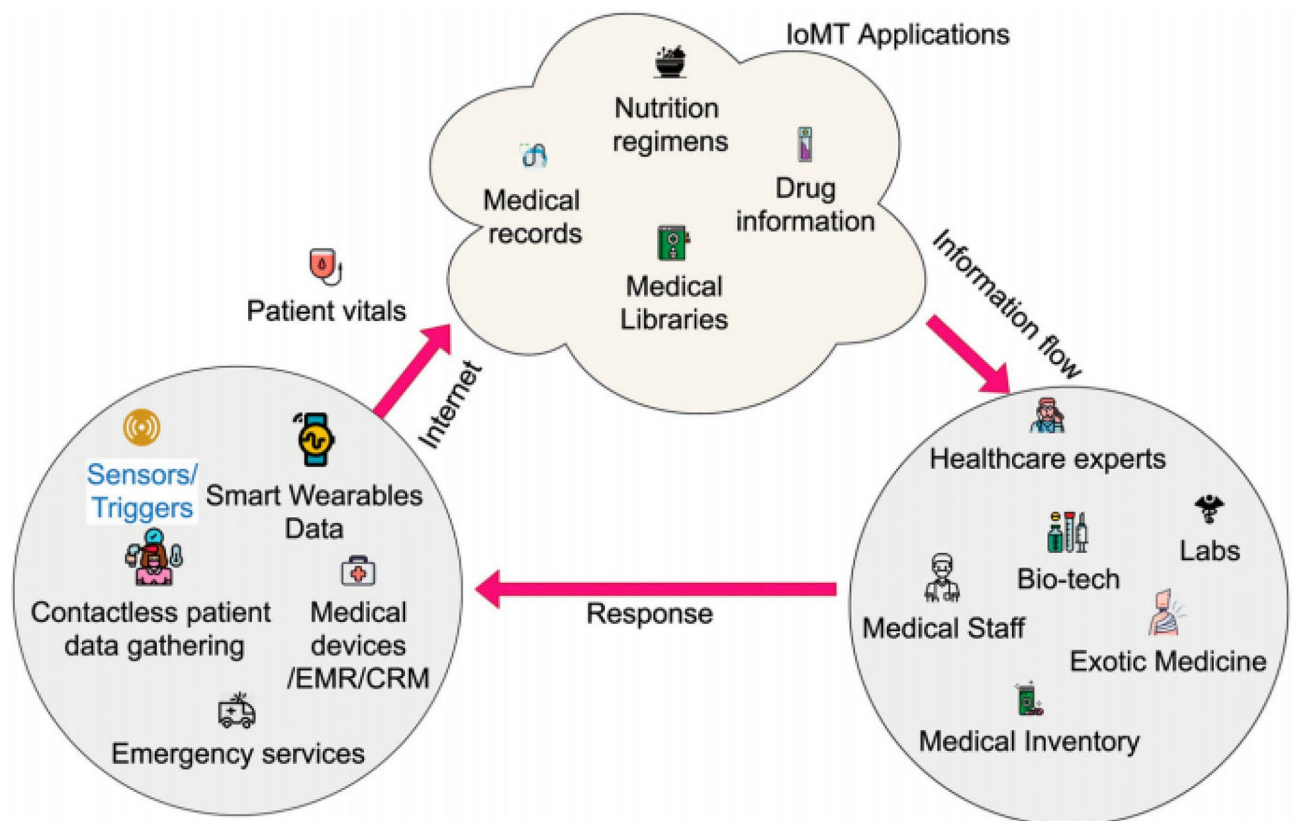 IoMT Applications
Nutrition
regimens
Medical
records
Drug
information
Medical
Libraries
Patient vitals
Internet
Information flow
Sensors/
Triggers
Smart Wearables
Data
Contactless patient
data gathering
Medical
devices
/EMR/CRM
Emergency services
Response
Healthcare experts
Labs
Bio-tech
Medical Staff
Exotic Medicine
Medical Inventory